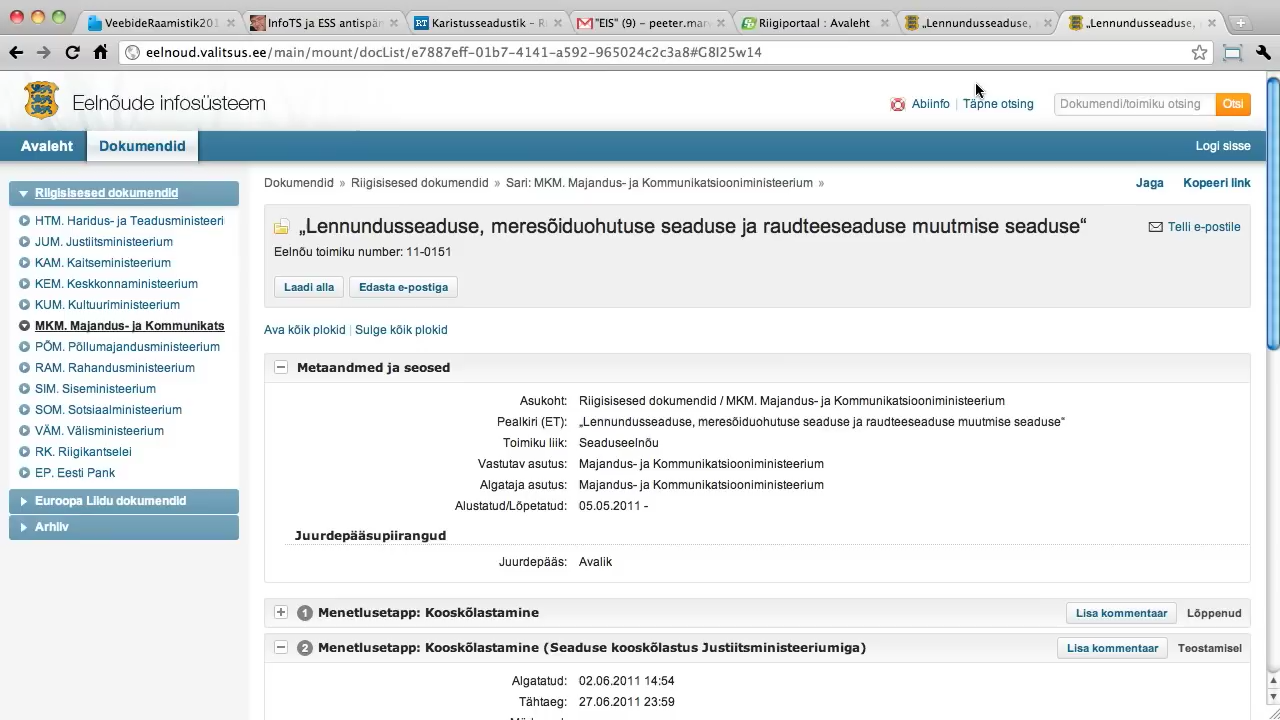 VeebideRaamistik201
InfoTS ja ESS antispän
Karistusseadustik – R
"EIS" (9) – peeter.mar
Riigiportaal : Avaleht
„Lennundusseaduse,
„Lennundusseaduse,
eelnoud.valitsus.ee/main/mount/docList/e7887eff-01b7-4141-a592-965024c2c3a8#G8I25w14
Eelnõude infosüsteem
Abiinfo | Täpne otsing
Dokumendi/toimiku otsing
Otsi
Avaleht
Dokumendid
Logi sisse
Riigisisesed dokumendid
HTM. Haridus- ja Teadusministeeri
JUM. Justiitsministeerium
KAM. Kaitseministeerium
KEM. Keskkonnaministeerium
KUM. Kultuuriministeerium
MKM. Majandus- ja Kommunikats
PÕM. Põllumajandusministeerium
RAM. Rahandusministeerium
SIM. Siseministeerium
SOM. Sotsiaalministeerium
VÄM. Välisministeerium
RK. Riigikantselei
EP. Eesti Pank
Euroopa Liidu dokumendid
Arhiiv
Dokumendid » Riigisisesed dokumendid » Sari: MKM. Majandus- ja Kommunikatsiooniministeerium »
Jaga
Kopeeri link
„Lennundusseaduse, meresõiduohutuse seaduse ja raudteeseaduse muutmise seaduse“
Telli e-postile
Eelnõu toimiku number: 11-0151
Laadi alla
Edasta e-postiga
Ava kõik plokid | Sulge kõik plokid
Metaandmed ja seosed
Asukoht: Riigisisesed dokumendid / MKM. Majandus- ja Kommunikatsiooniministeerium
Pealkiri (ET): „Lennundusseaduse, meresõiduohutuse seaduse ja raudteeseaduse muutmise seaduse“
Toimiku liik: Seaduseelnõu
Vastutav asutus: Majandus- ja Kommunikatsiooniministeerium
Algataja asutus: Majandus- ja Kommunikatsiooniministeerium
Alustatud/Lõpetatud: 05.05.2011 -
Juurdepääsupiirangud
Juurdepääs: Avalik
1 Menetlusetapp: Kooskõlastamine
Lisa kommentaar
Lõppenud
2 Menetlusetapp: Kooskõlastamine (Seaduse kooskõlastus Justiitsministeeriumiga)
Lisa kommentaar
Teostamisel
Algatatud: 02.06.2011 14:54
Tähtaeg: 27.06.2011 23:59